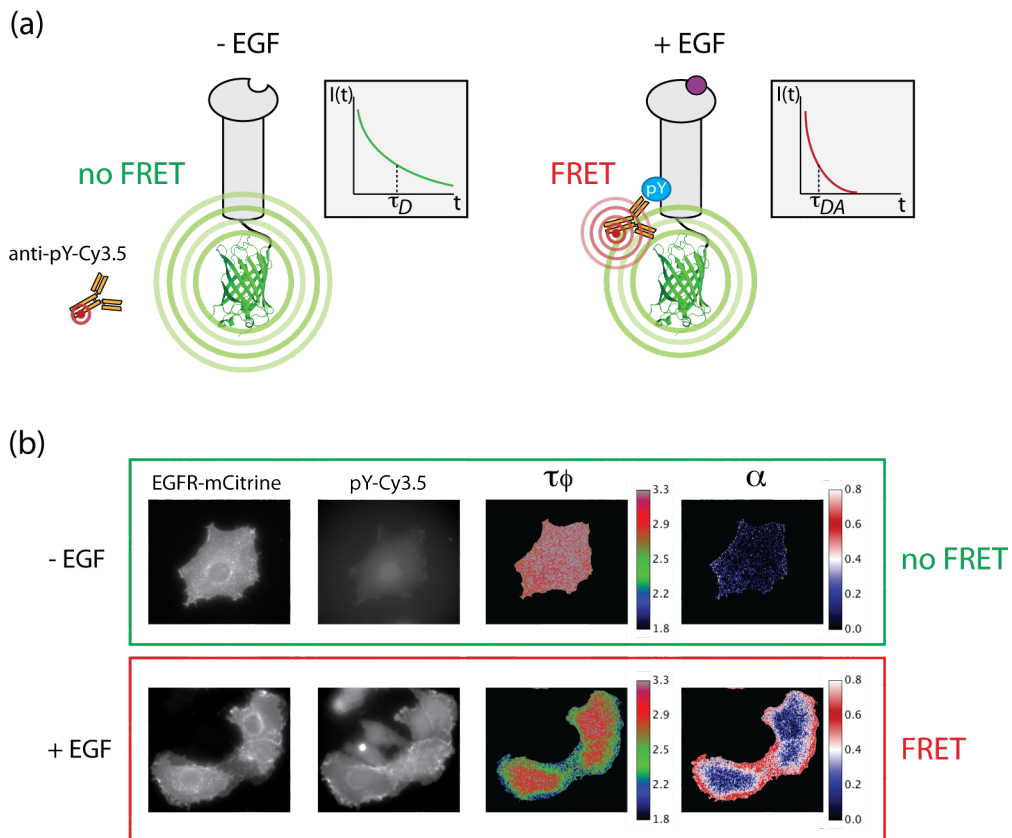 (a)
- EGF
+ EGF
no FRET
I(t)
τD
t
FRET
pY
I(t)
τDA
t
anti-pY-Cy3.5
(b)
EGFR-mCitrine
pY-Cy3.5
τϕ
α
- EGF
3.3
2.9
2.5
2.1
1.8
0.8
0.6
0.4
0.2
0.0
no FRET
+ EGF
3.3
2.9
2.5
2.1
1.8
0.8
0.6
0.4
0.2
0.0
FRET